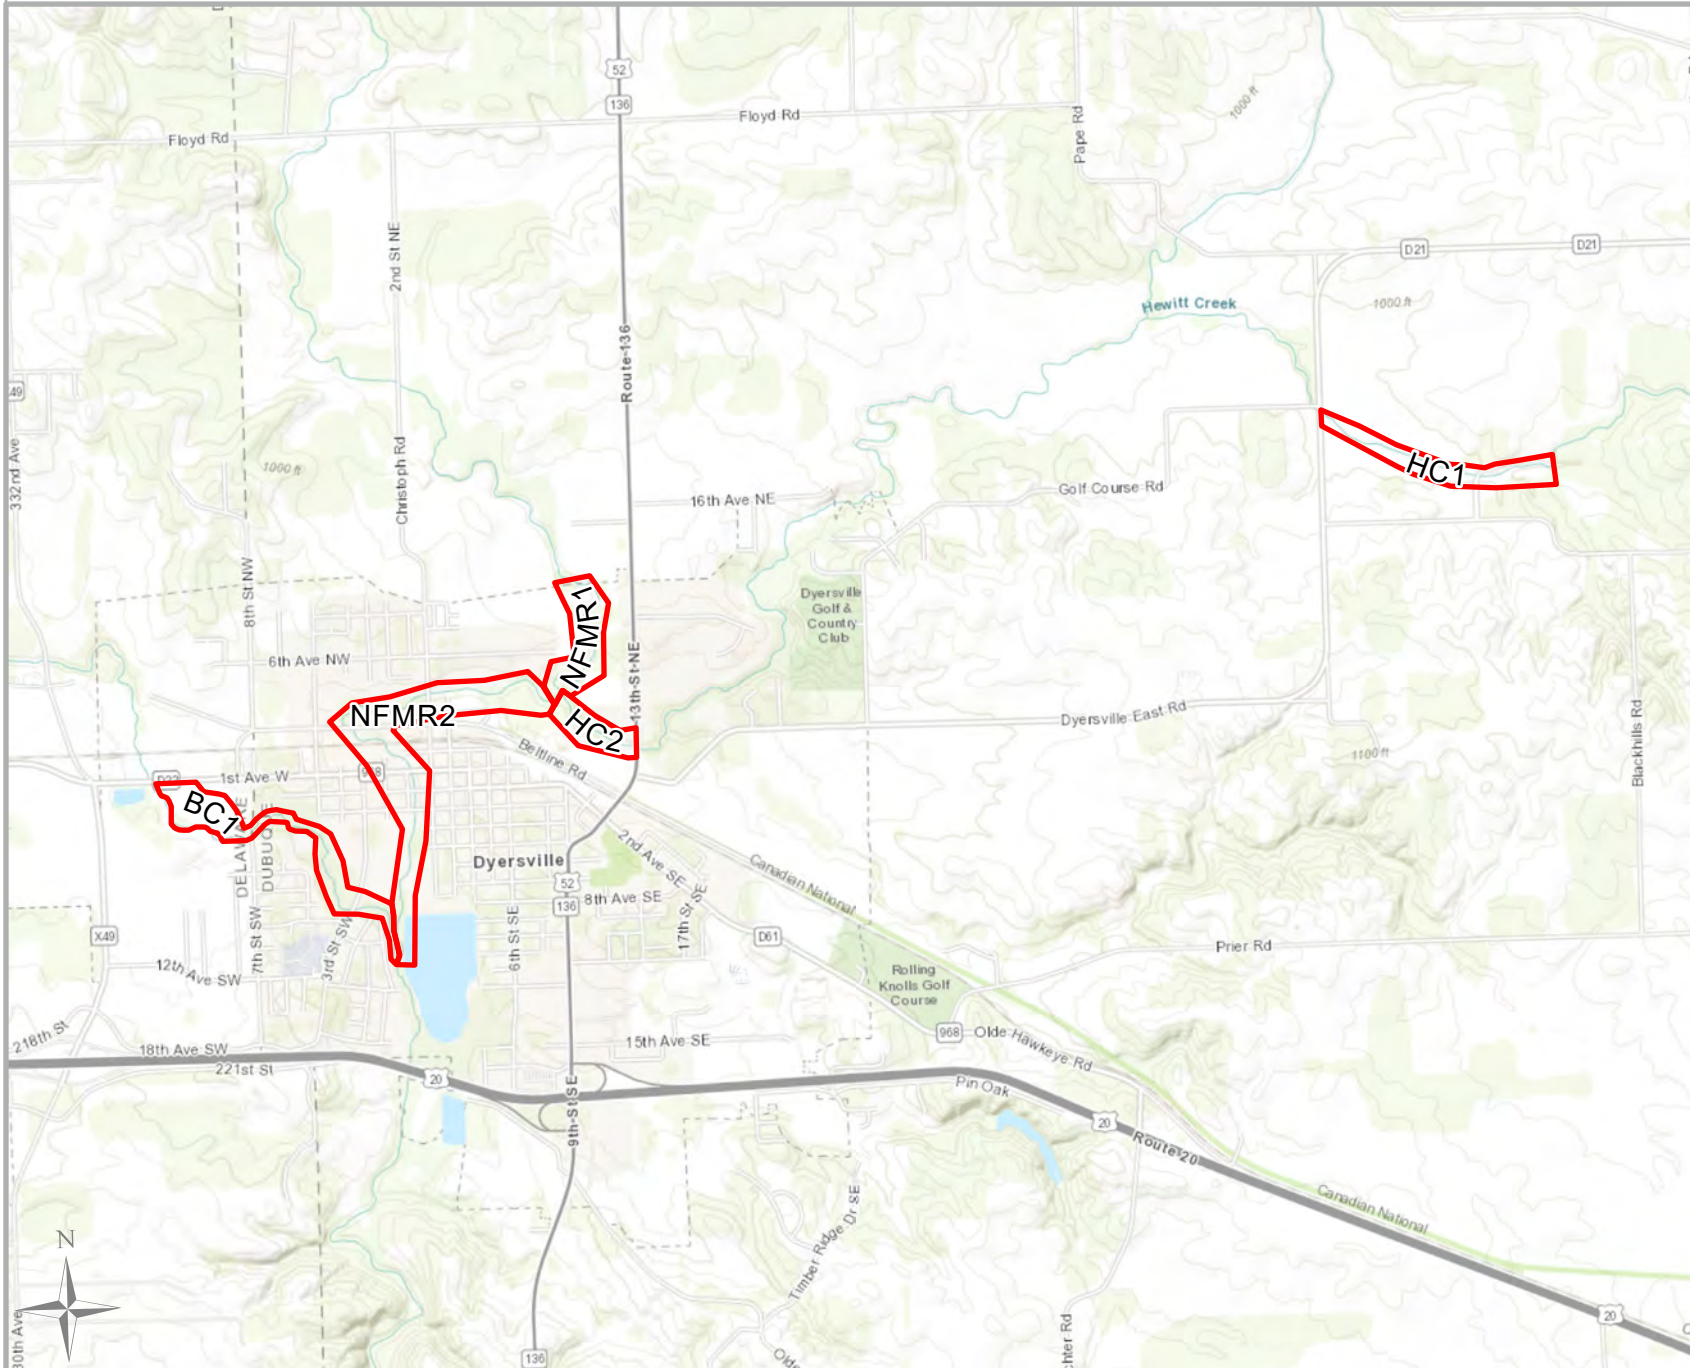 52
136
Floyd Rd
Floyd Rd
Pape Rd
1000 ft
2nd St NE
D21
D21
Hewitt Creek
1000 ft
Route 136
332nd Ave
Christoph Rd
1000 ft
HC1
16th Ave NE
Golf Course Rd
8th St NW
Dyersville
Golf &
Country
Club
NFMR1
6th Ave NW
13th-St-NE
NFMR2
HC2
Dyersville East Rd
Blackhills Rd
1100 ft
Beltline Rd
1st Ave W
BC1
DELAWARE
DUBUQUE
Dyersville
2nd Ave SE
Canadian National
52
136
8th Ave SE
17th St SE
6th St SE
7th St SW
3rd St SW
X49
D61
Prier Rd
12th Ave SW
Rolling
Knolls Golf
Course
968
Olde Hawkeye Rd
218th St
18th Ave SW
221st St
15th Ave SE
20
Pin Oak
9th-St-SE
20
Route 20
Canadian National
Timber Ridge Dr SE
N
20
136